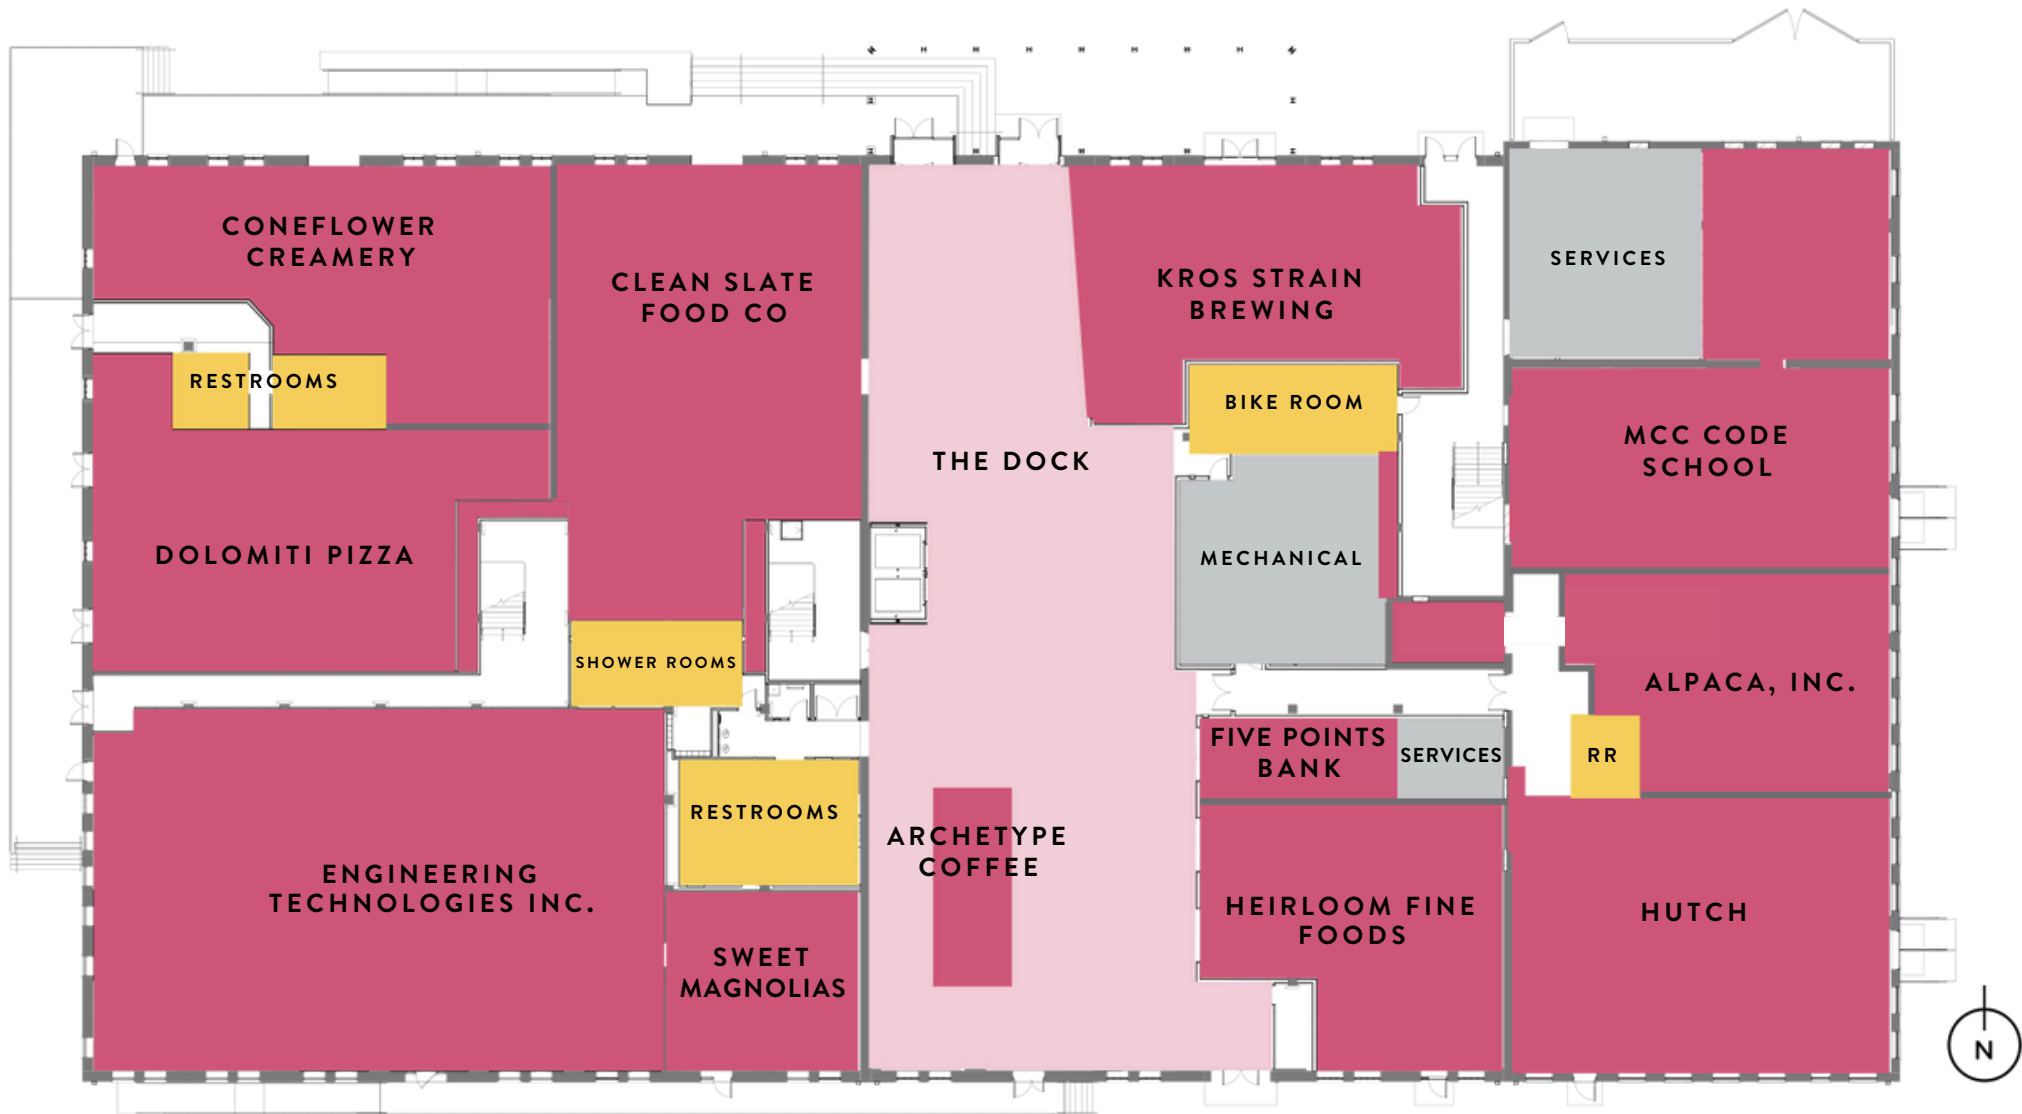 CONEFLOWER
CREAMERY
CLEAN SLATE
FOOD CO
KROS STRAIN
BREWING
SERVICES
RESTROOMS
BIKE ROOM
THE DOCK
MCC CODE
SCHOOL
DOLOMITI PIZZA
MECHANICAL
SHOWER ROOMS
ALPACA, INC.
FIVE POINTS
BANK
SERVICES
RR
RESTROOMS
ARCHETYPE
COFFEE
ENGINEERING
TECHNOLOGIES INC.
HEIRLOOM FINE
FOODS
HUTCH
SWEET
MAGNOLIAS
N